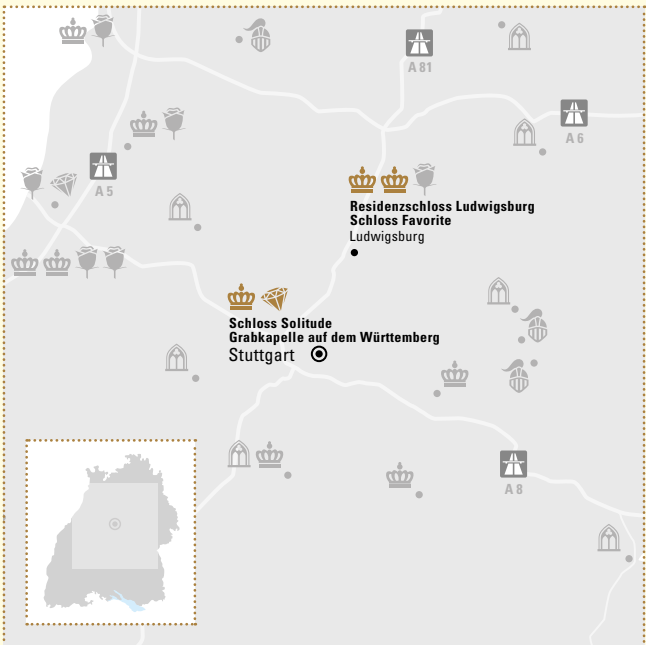 A 81
A 6
A 5
Residenzschloss Ludwigsburg
Schloss Favorite
Ludwigsburg
Schloss Solitude
Grabkapelle auf dem Württemberg
Stuttgart
A 8